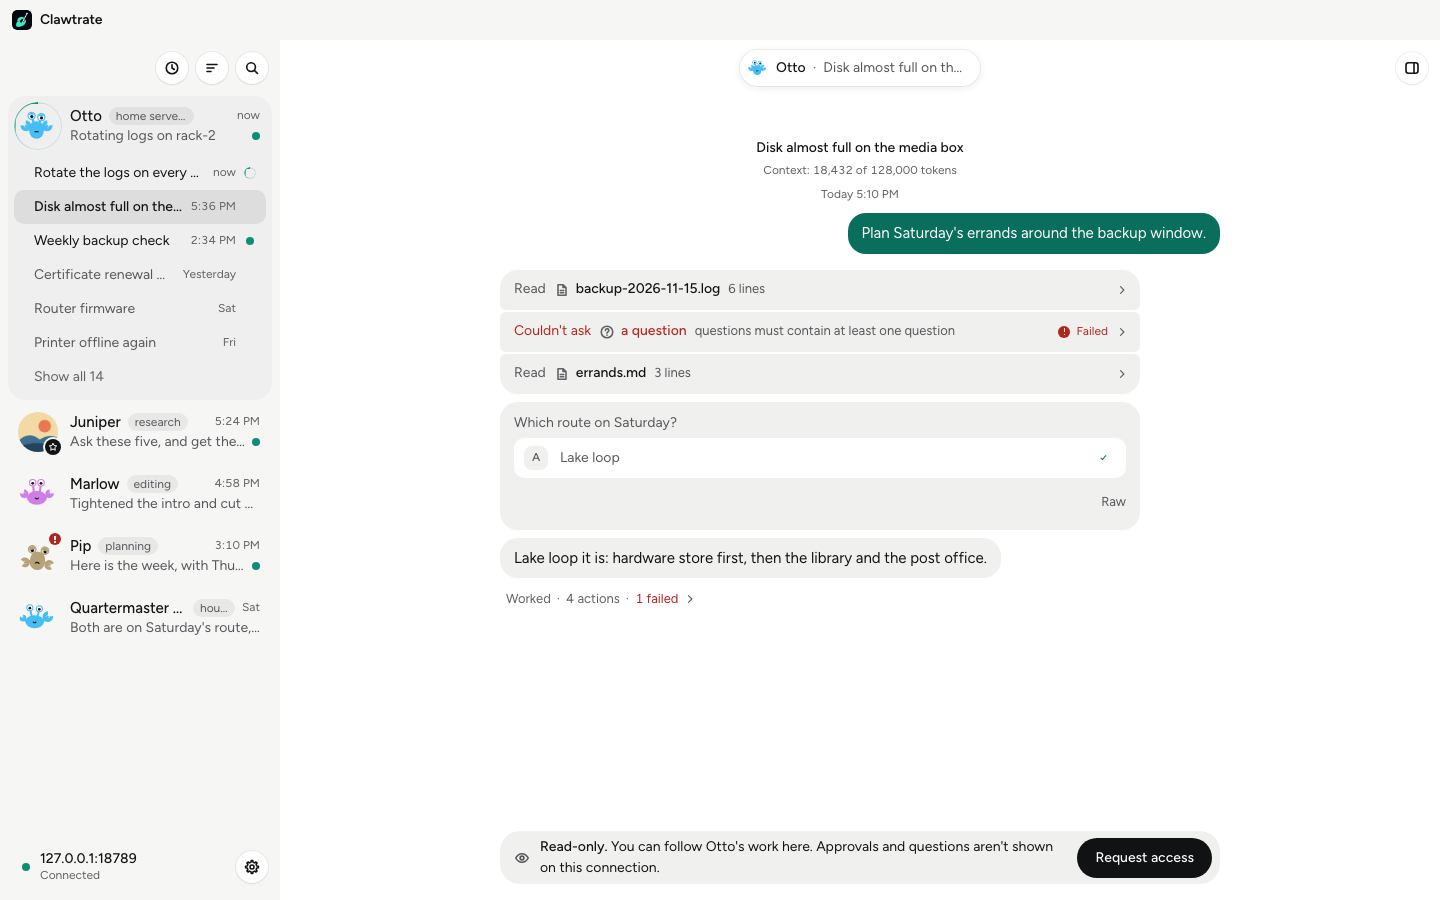 Clawtrate
Otto home serve... now
Rotating logs on rack-2
Rotate the logs on every ... now
Disk almost full on the... 5:36 PM
Weekly backup check 2:34 PM
Certificate renewal ... Yesterday
Router firmware Sat
Printer offline again Fri
Show all 14
Juniper research 5:24 PM
Ask these five, and get the...
Marlow editing 4:58 PM
Tightened the intro and cut ...
Pip planning 3:10 PM
Here is the week, with Thu...
Quartermaster ... hou... Sat
Both are on Saturday's route,...
127.0.0.1:18789
Connected
Otto · Disk almost full on th...
Disk almost full on the media box
Context: 18,432 of 128,000 tokens
Today 5:10 PM
Plan Saturday's errands around the backup window.
Read backup-2026-11-15.log 6 lines
Couldn't ask a question questions must contain at least one question Failed
Read errands.md 3 lines
Which route on Saturday?
A Lake loop
Raw
Lake loop it is: hardware store first, then the library and the post office.
Worked · 4 actions · 1 failed
Read-only. You can follow Otto's work here. Approvals and questions aren't shown
on this connection.
Request access